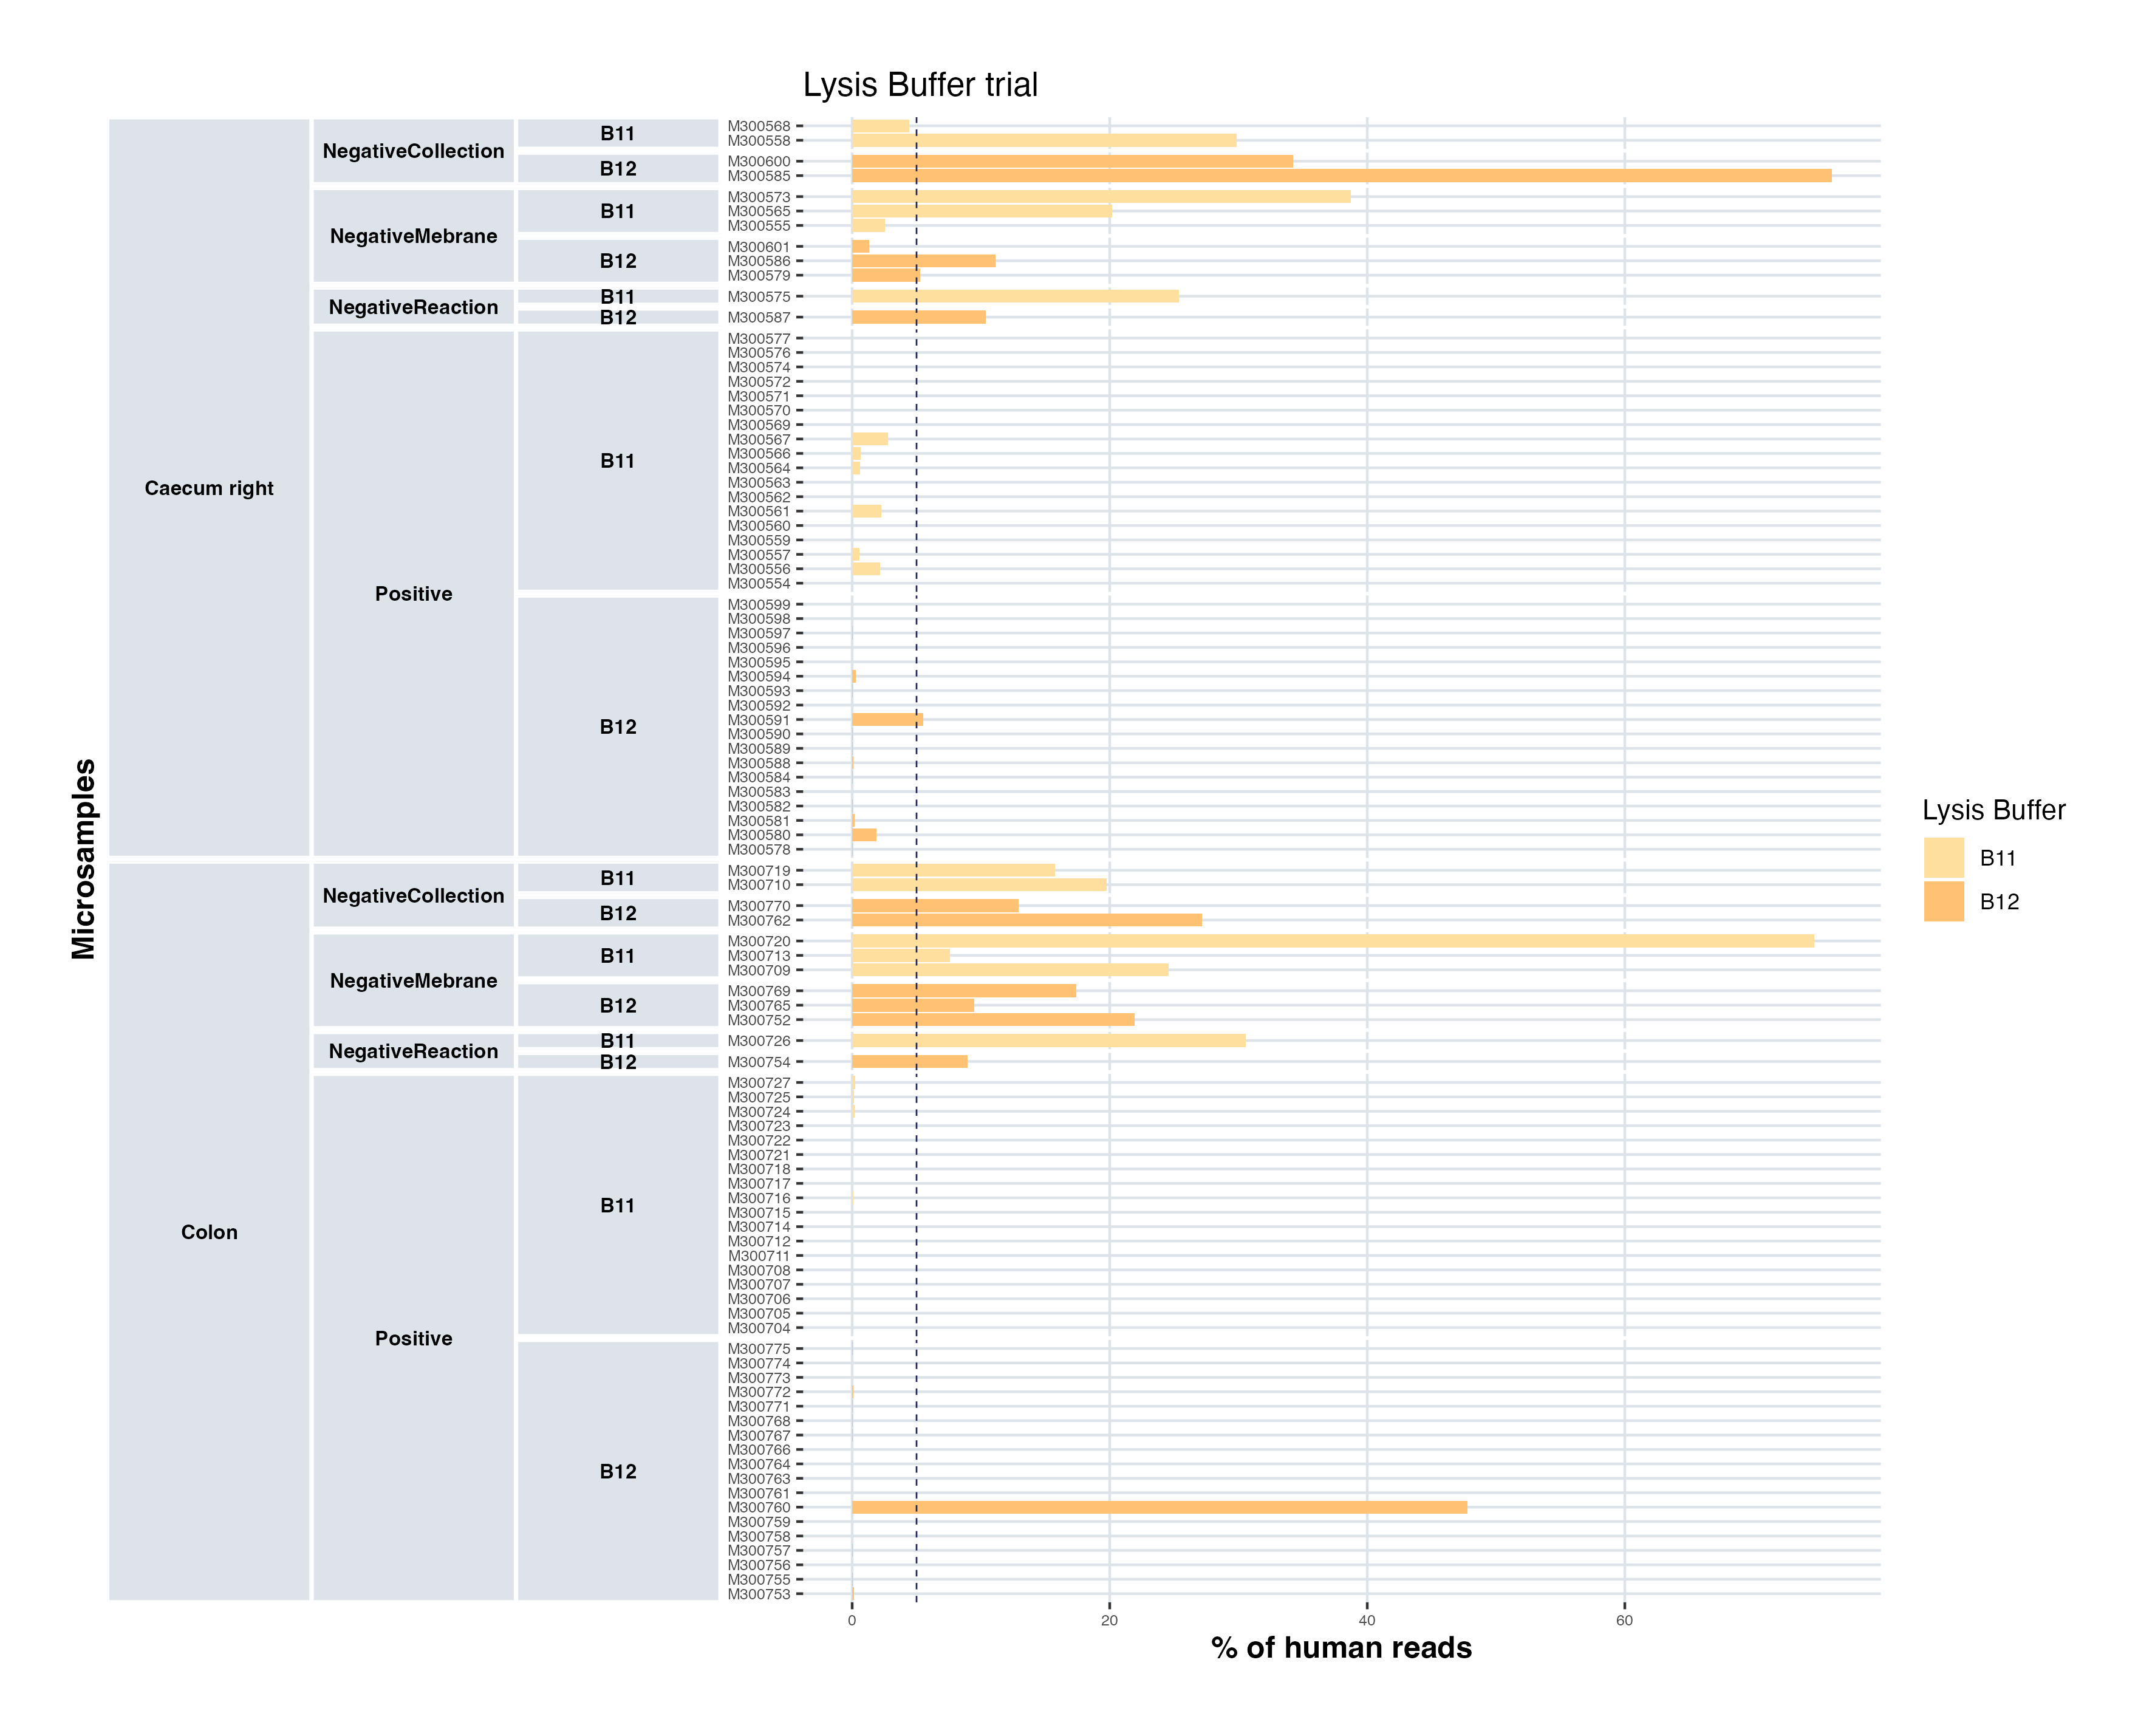 Lysis Buffer trial
Microsamples
Caecum right
NegativeCollection
B11
M300568
M300558
B12
M300600
M300585
NegativeMebrane
B11
M300573
M300565
M300555
B12
M300601
M300586
M300579
NegativeReaction
B11
M300575
B12
M300587
Positive
B11
M300577
M300576
M300574
M300572
M300571
M300570
M300569
M300567
M300566
M300564
M300563
M300562
M300561
M300560
M300559
M300557
M300556
M300554
B12
M300599
M300598
M300597
M300596
M300595
M300594
M300593
M300592
M300591
M300590
M300589
M300588
M300584
M300583
M300582
M300581
M300580
M300578
Colon
NegativeCollection
B11
M300719
M300710
B12
M300770
M300762
NegativeMebrane
B11
M300720
M300713
M300709
B12
M300769
M300765
M300752
NegativeReaction
B11
M300726
B12
M300754
Positive
B11
M300727
M300725
M300724
M300723
M300722
M300721
M300718
M300717
M300716
M300715
M300714
M300712
M300711
M300708
M300707
M300706
M300705
M300704
B12
M300775
M300774
M300773
M300772
M300771
M300768
M300767
M300766
M300764
M300763
M300761
M300760
M300759
M300758
M300757
M300756
M300755
M300753
0 20 40 60
% of human reads
Lysis Buffer
B11
B12